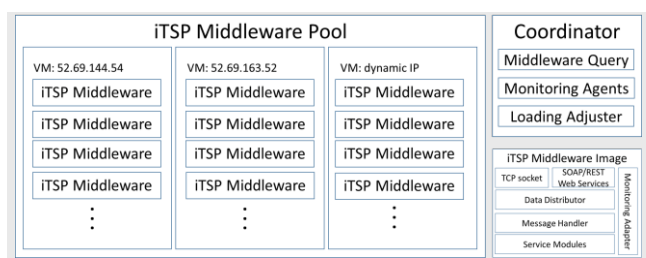 iTSP Middleware Pool
VM: 52.69.144.54
iTSP Middleware
iTSP Middleware
iTSP Middleware
iTSP Middleware
VM: 52.69.163.52
iTSP Middleware
iTSP Middleware
iTSP Middleware
iTSP Middleware
VM: dynamic IP
iTSP Middleware
iTSP Middleware
iTSP Middleware
iTSP Middleware
Coordinator
Middleware Query
Monitoring Agents
Loading Adjuster
iTSP Middleware Image
TCP socket
SOAP/REST
Web Services
Data Distributor
Message Handler
Service Modules
Monitoring Adapter